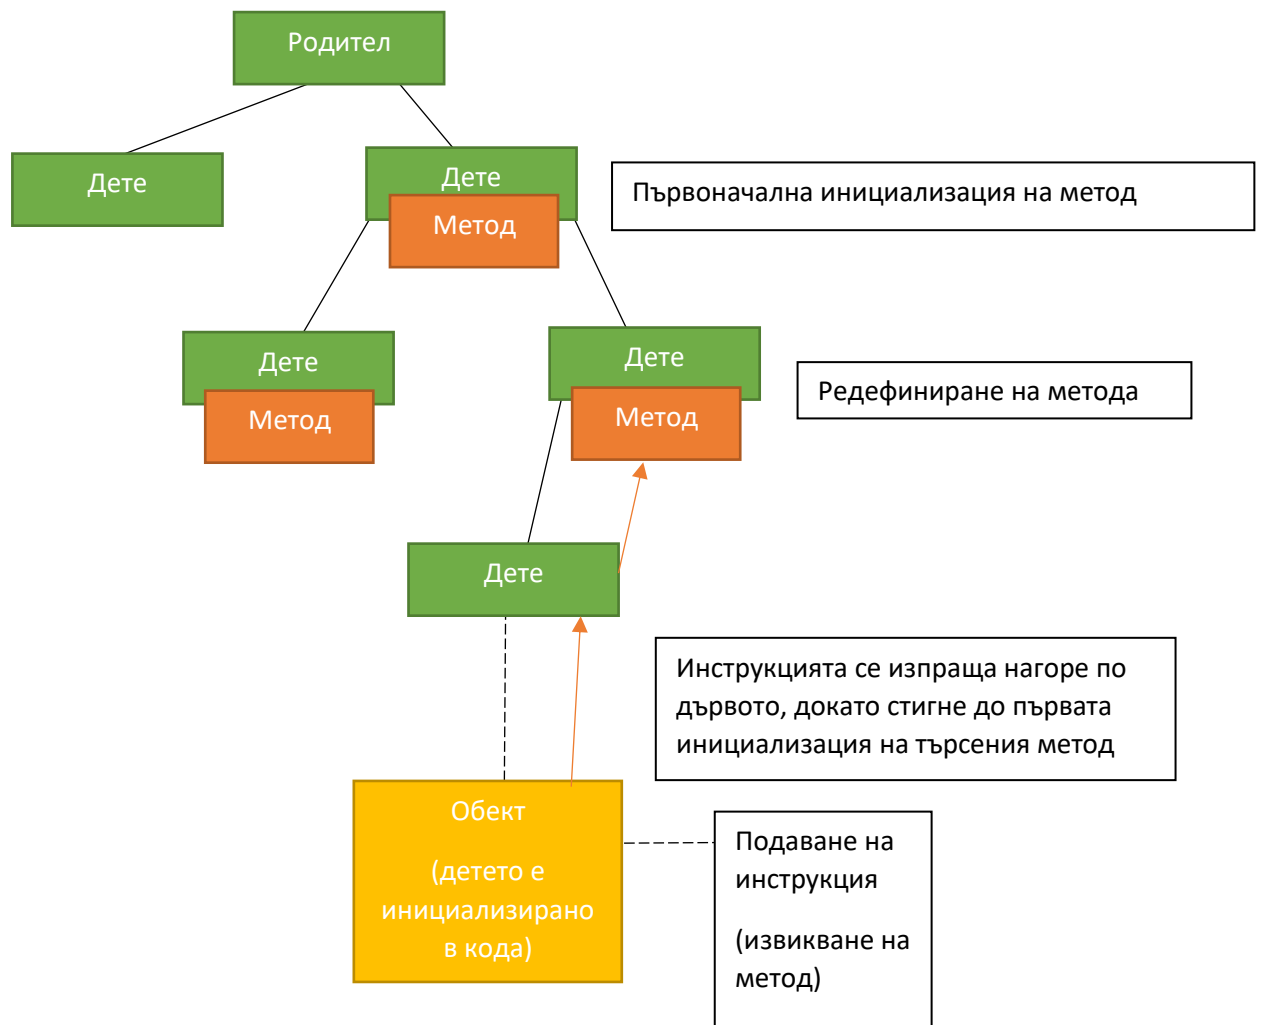 Родител
Дете
Дете
Метод
Първоначална инициализация на метод
Дете
Метод
Дете
Метод
Редефиниране на метода
Дете
Инструкцията се изпраща нагоре по
дървото, докато стигне до първата
инициализация на търсения метод
Обект
(детето е
инициализирано
в кода)
Подаване на
инструкция
(извикване на
метод)